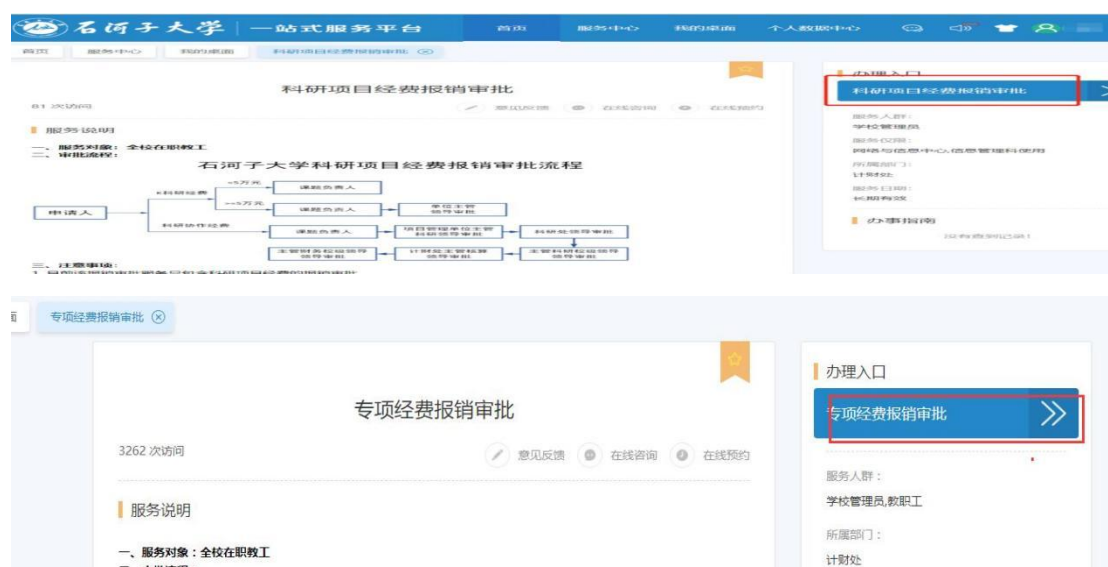 石河子大学 一站式服务平台 首页 服务中心 我的桌面 个人数据中心
首页 服务中心 我的桌面 科研项目经费报销审批
科研项目经费报销审批
81 次访问 意见反馈 在线咨询 在线预约
服务说明
一、服务对象：全校在职教工
二、审批流程：
石河子大学科研项目经费报销审批流程
申请人
科研经费
<5万元
课题负责人
>=5万元
课题负责人
单位主管
领导审批
科研协作经费
课题负责人
项目管理单位主管
科研领导审批
科研处领导审批
主管财务校级领导
领导审批
计财处主管核算
领导审批
主管科研校级领
导审批
三、注意事项：
办理入口
科研项目经费报销审批
服务人群：
学校管理员
服务权限：
网络与信息中心,信息管理科使用
所属部门：
计财处
服务日期：
长期有效
办事指南
没有查到记录！
面 专项经费报销审批
专项经费报销审批
3262 次访问 意见反馈 在线咨询 在线预约
服务说明
一、服务对象：全校在职教工
办理入口
专项经费报销审批
服务人群：
学校管理员,教职工
所属部门：
计财处